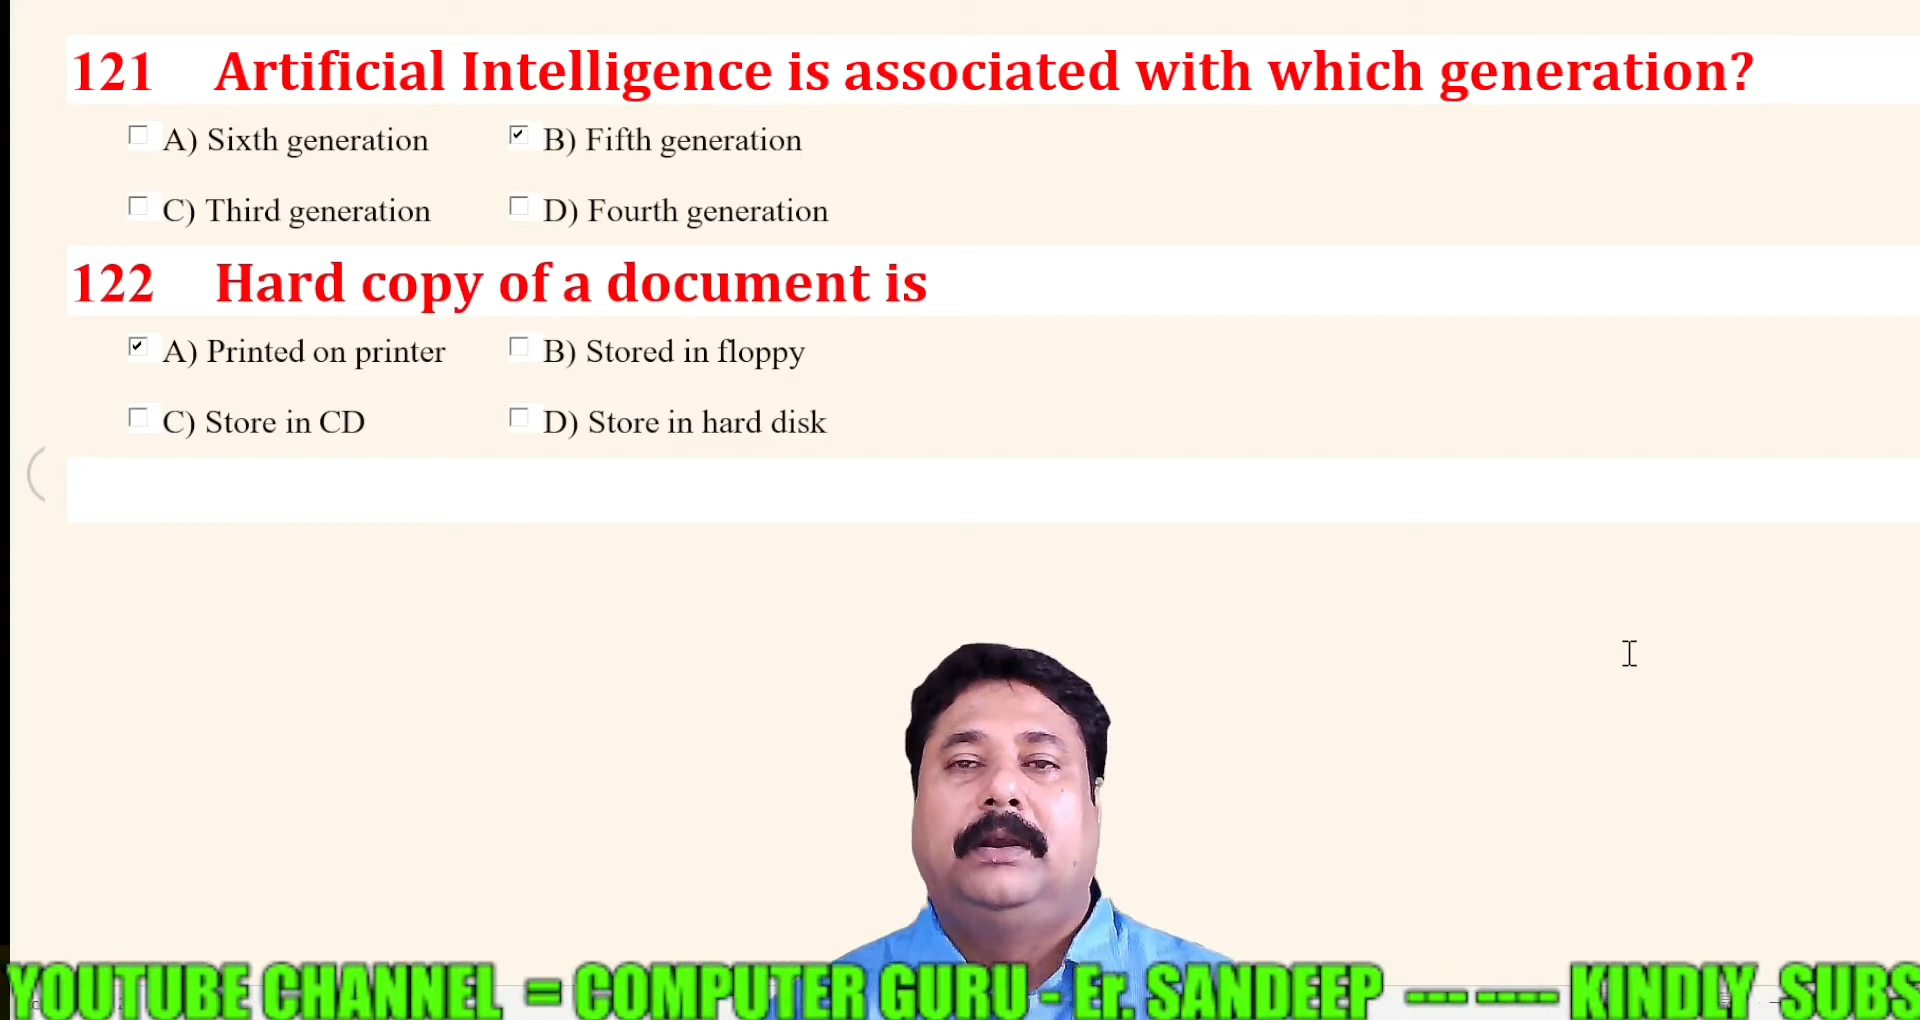 121 Artificial Intelligence is associated with which generation?
A) Sixth generation B) Fifth generation
C) Third generation D) Fourth generation
122 Hard copy of a document is
A) Printed on printer B) Stored in floppy
C) Store in CD D) Store in hard disk
YOUTUBE CHANNEL = COMPUTER GURU - Er. SANDEEP --- ---- KINDLY SUBS